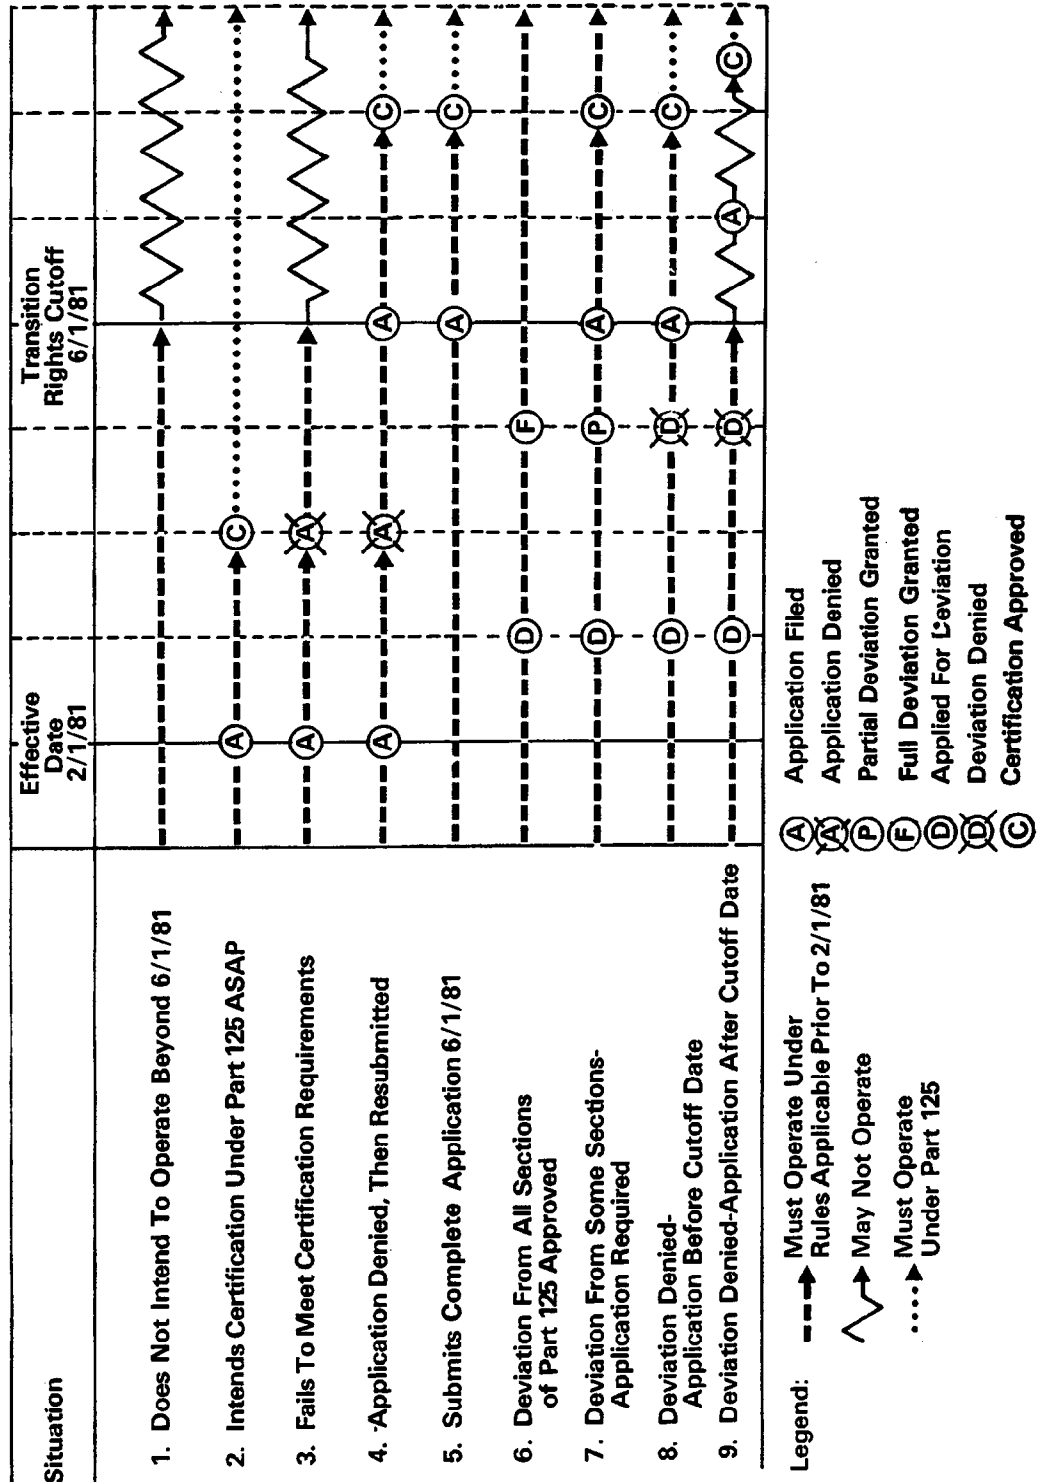 Situation
Effective
Date
2/1/81
Transition
Rights Cutoff
6/1/81
1. Does Not Intend To Operate Beyond 6/1/81
2. Intends Certification Under Part 125 ASAP
A
C
3. Fails To Meet Certification Requirements
A
A
4. Application Denied, Then Resubmitted
A
A
A
C
5. Submits Complete Application 6/1/81
A
C
6. Deviation From All Sections
of Part 125 Approved
D
F
7. Deviation From Some Sections-
Application Required
D
P
A
C
8. Deviation Denied-
Application Before Cutoff Date
D
D
A
C
9. Deviation Denied-Application After Cutoff Date
D
D
A
C
Legend:
Must Operate Under
Rules Applicable Prior To 2/1/81
May Not Operate
Must Operate
Under Part 125
A Application Filed
A Application Denied
P Partial Deviation Granted
F Full Deviation Granted
D Applied For Deviation
D Deviation Denied
C Certification Approved